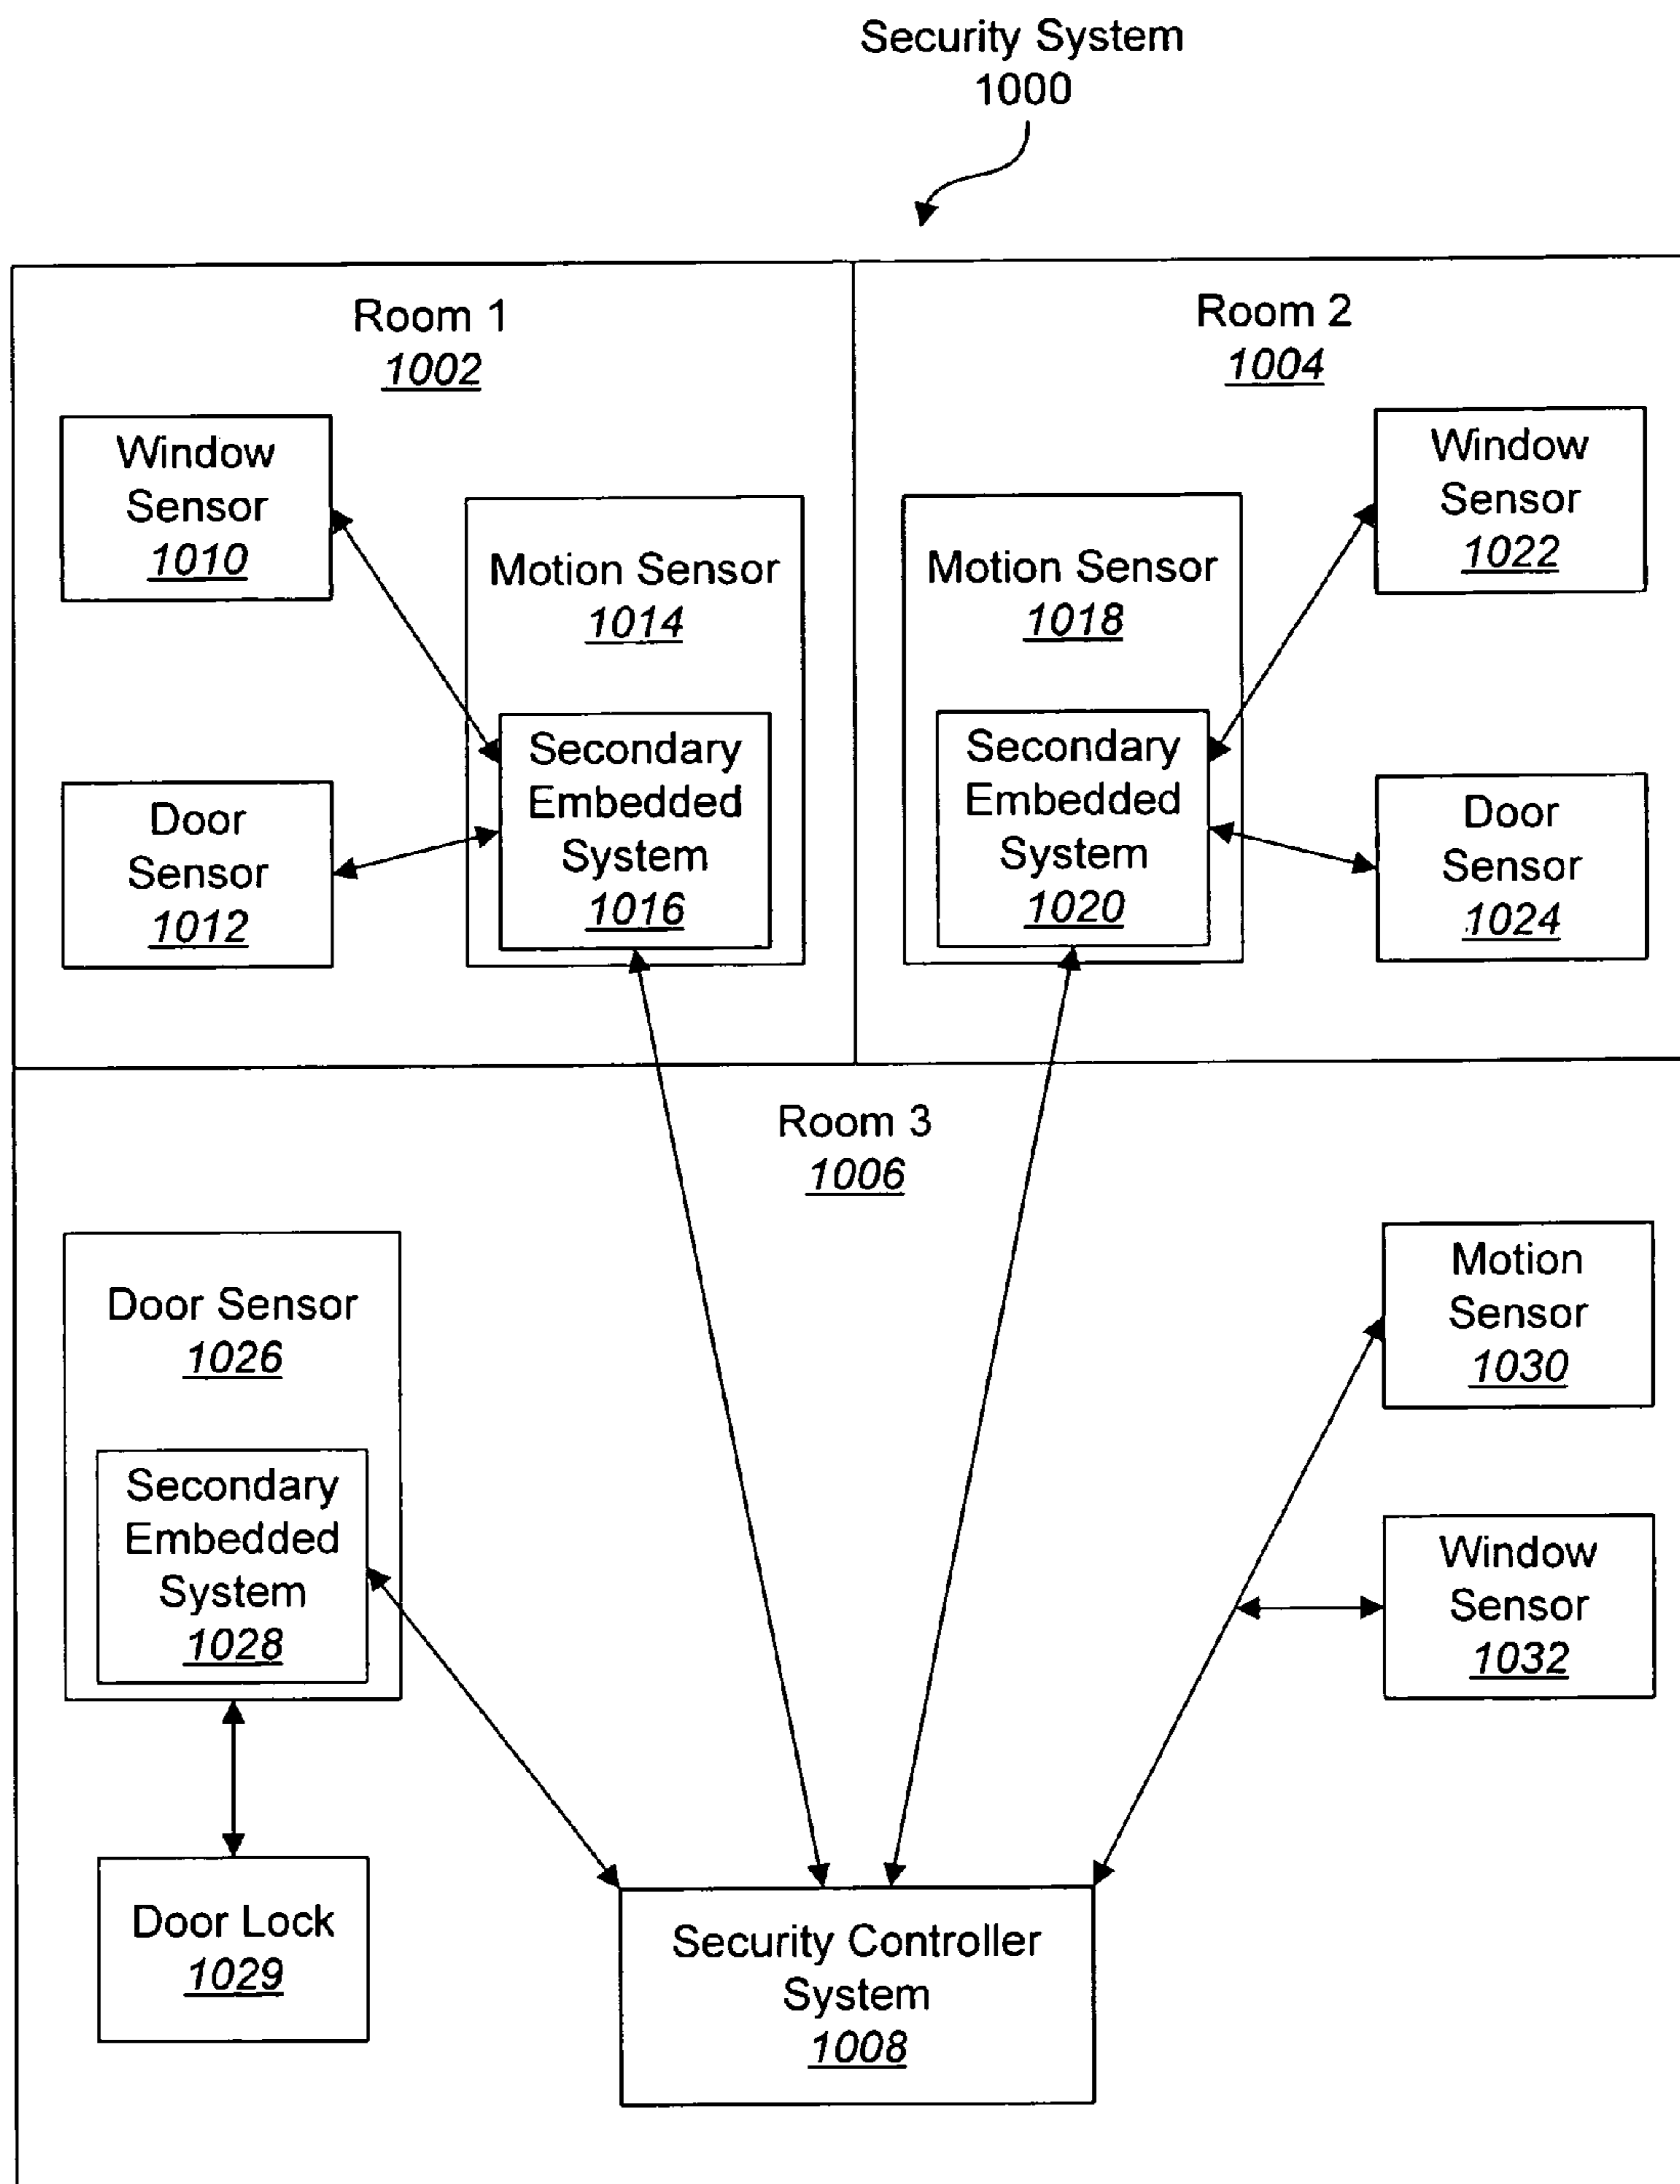 Security System
1000
Room 1
1002
Room 2
1004
Window
Sensor
1010
Motion Sensor
1014
Secondary
Embedded
System
1016
Door
Sensor
1012
Motion Sensor
1018
Secondary
Embedded
System
1020
Window
Sensor
1022
Door
Sensor
1024
Room 3
1006
Door Sensor
1026
Secondary
Embedded
System
1028
Door Lock
1029
Motion
Sensor
1030
Window
Sensor
1032
Security Controller
System
1008